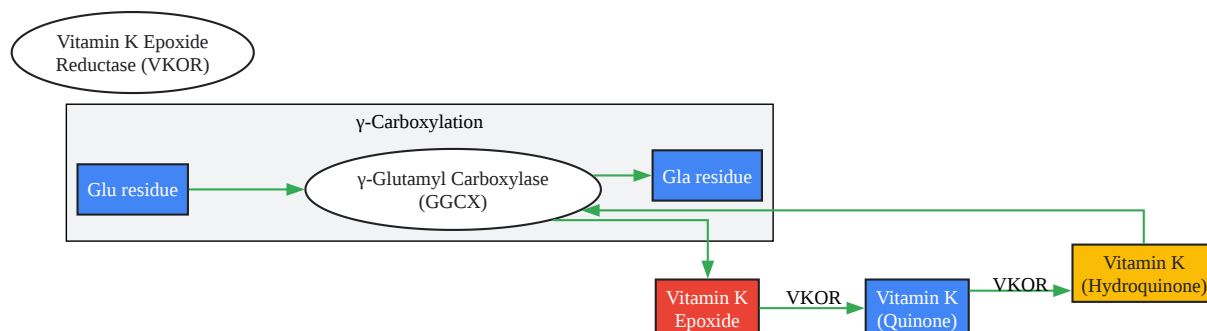 Vitamin K Epoxide
Reductase (VKOR)
γ-Carboxylation
Glu residue
γ-Glutamyl Carboxylase
(GGCX)
Gla residue
Vitamin K
Epoxide
VKOR
Vitamin K
(Quinone)
VKOR
Vitamin K
(Hydroquinone)